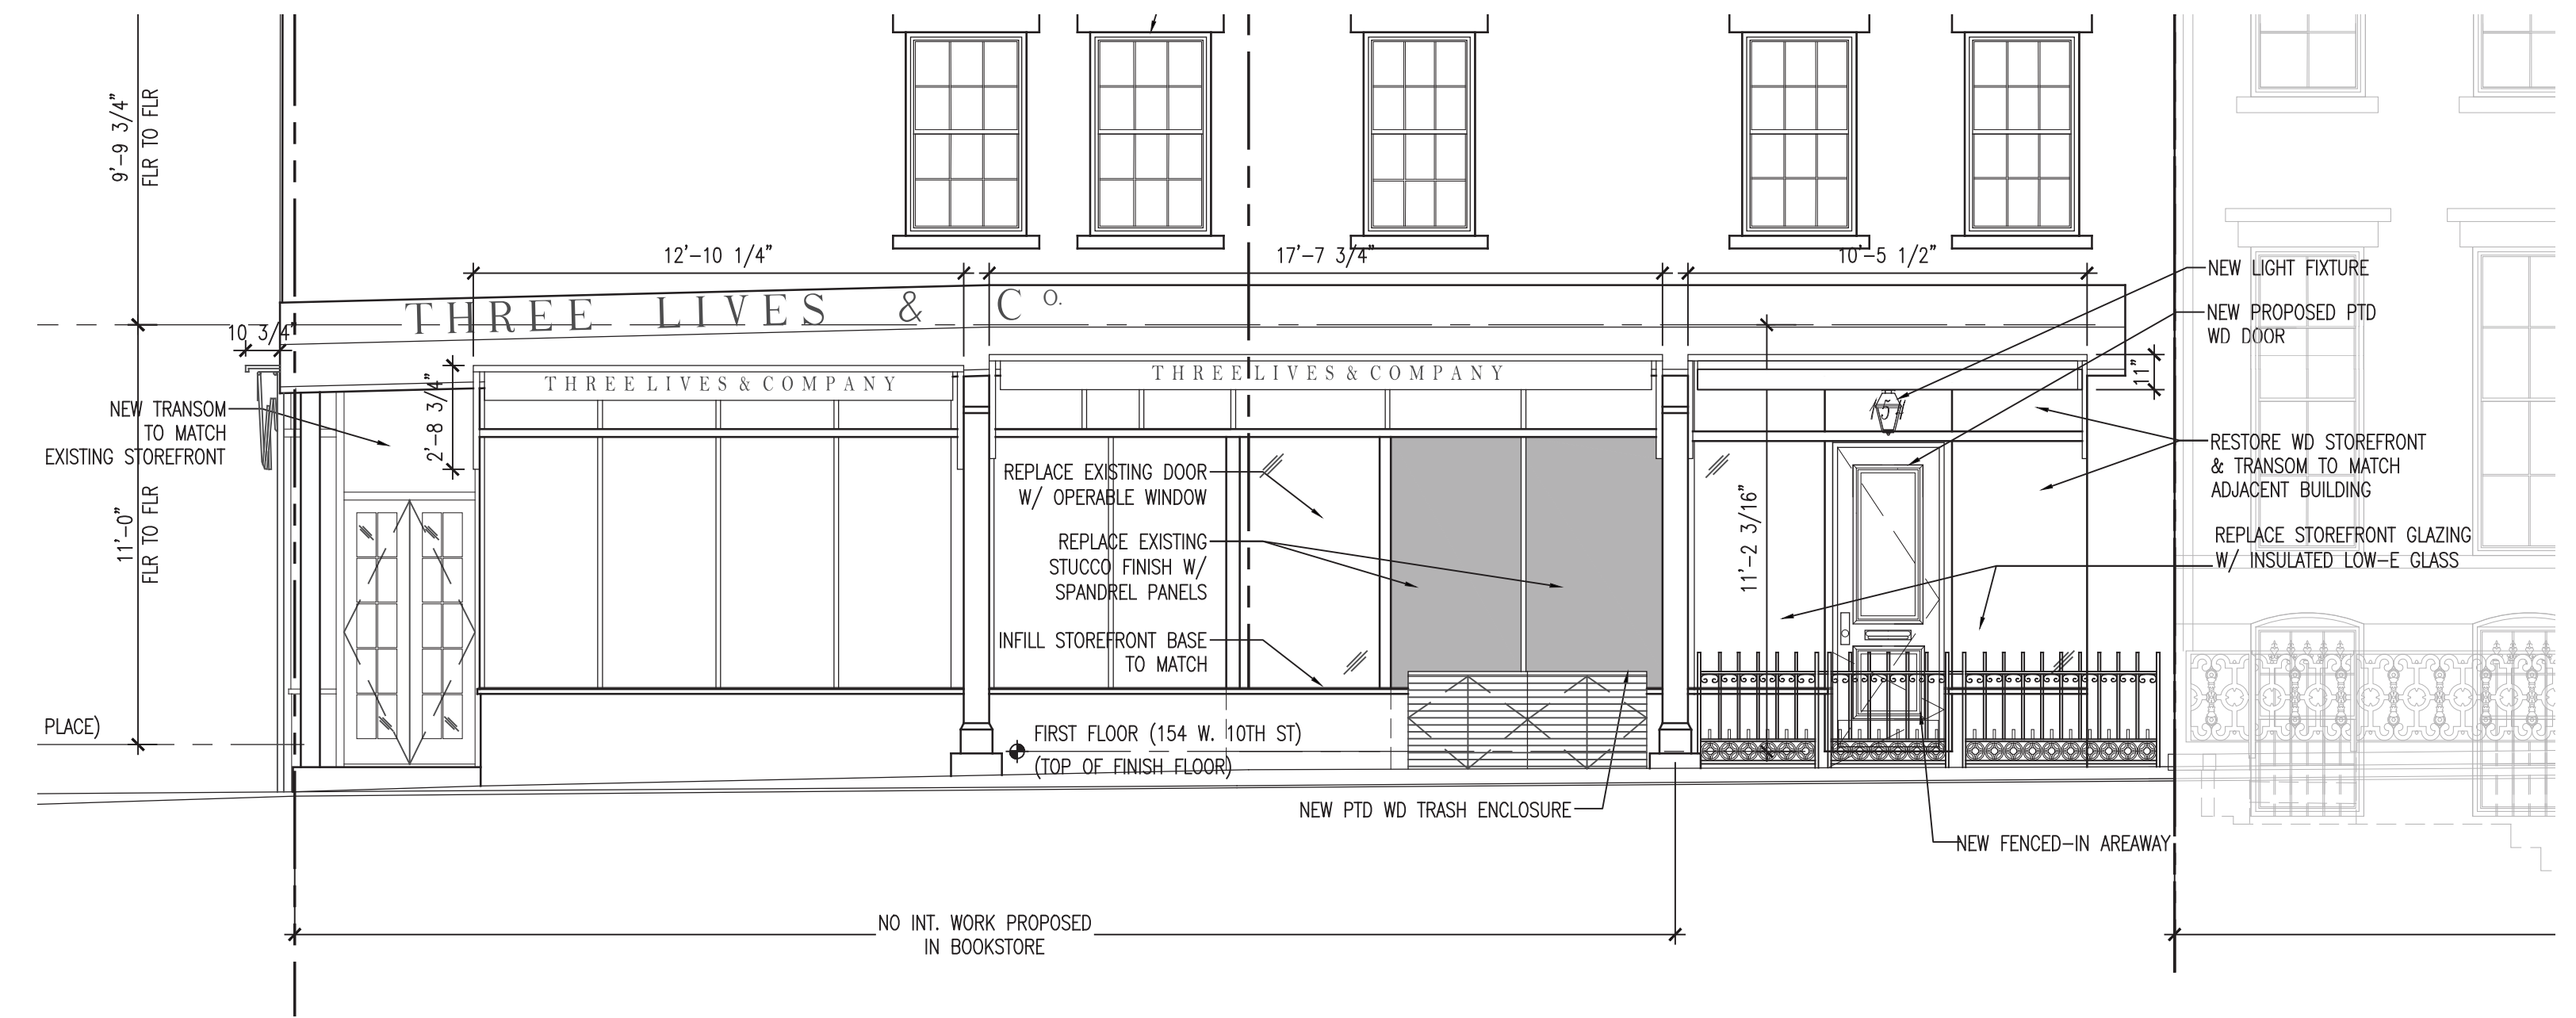 9'-9 3/4"
FLR TO FLR
12'-10 1/4"
17'-7 3/4"
10'-5 1/2"
THREE LIVES & Co.
10 3/4"
THREE LIVES & COMPANY
THREE LIVES & COMPANY
2'-8 3/4"
11"
NEW LIGHT FIXTURE
NEW PROPOSED PTD
WD DOOR
NEW TRANSOM
TO MATCH
EXISTING STOREFRONT
11'-0"
FLR TO FLR
REPLACE EXISTING DOOR
W/ OPERABLE WINDOW
REPLACE EXISTING
STUCCO FINISH W/
SPANDREL PANELS
INFILL STOREFRONT BASE
TO MATCH
11'-2 3/16"
RESTORE WD STOREFRONT
& TRANSOM TO MATCH
ADJACENT BUILDING
REPLACE STOREFRONT GLAZING
W/ INSULATED LOW-E GLASS
PLACE)
FIRST FLOOR (154 W. 10TH ST)
(TOP OF FINISH FLOOR)
NEW PTD WD TRASH ENCLOSURE
NEW FENCED-IN AREAWAY
NO INT. WORK PROPOSED
IN BOOKSTORE